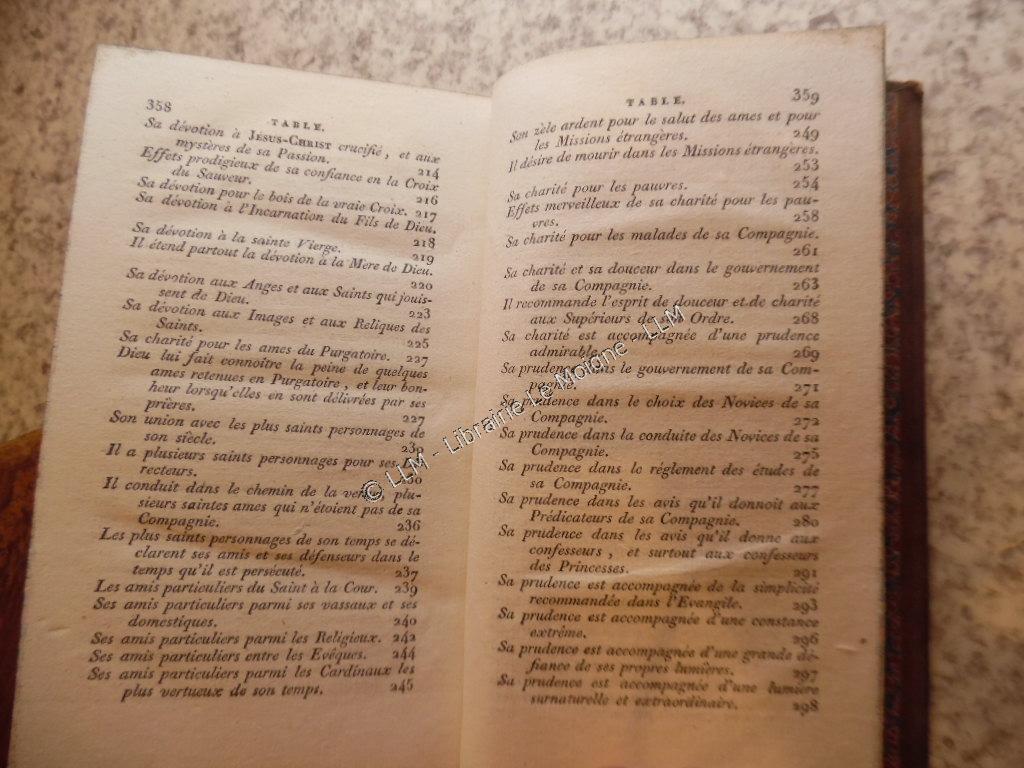 358
TABLE.
Sa dévotion à JÉSUS-CHRIST crucifié, et aux
mystères de sa Passion. 214
Effets prodigieux de sa confiance en la Croix
du Sauveur. 216
Sa dévotion pour le bois de la vraie Croix. 217
Sa dévotion à l'Incarnation du Fils de Dieu.
218
Sa dévotion à la sainte Vierge. 219
Il étend partout la dévotion à la Mère de Dieu.
220
Sa dévotion aux Anges et aux Saints qui jouis-
sent de Dieu. 223
Sa dévotion aux Images et aux Reliques des
Saints. 225
Sa charité pour les ames du Purgatoire. 227
Dieu lui fait connoître la peine de quelques
ames retenues en Purgatoire, et leur bon-
heur lorsqu'elles en sont délivrées par ses
prières. 227
Son union avec les plus saints personnages de
son siècle.
Il a plusieurs saints personnages pour ses
recteurs.
Il conduit dans le chemin de la plu-
sieurs saintes ames qui n'étoient pas de sa
Compagnie. 236
Les plus saints personnages de son temps se dé-
clarent ses amis et ses défenseurs dans le
temps qu'il est persécuté. 237
Les amis particuliers du Saint à la Cour. 239
Ses amis particuliers parmi ses vassaux et ses
domestiques. 240
Ses amis particuliers parmi les Religieux. 242
Ses amis particuliers entre les Evêques. 244
Ses amis particuliers parmi les Cardinaux les
plus vertueux de son temps. 245
TABLE. 359
Son zèle ardent pour le salut des ames et pour
les Missions étrangères. 249
Il désire de mourir dans les Missions étrangères.
253
Sa charité pour les pauvres. 254
Effets merveilleux de sa charité pour les pau-
vres. 258
Sa charité pour les malades de sa Compagnie.
261
Sa charité et sa douceur dans le gouvernement
de sa Compagnie. 263
Il recommande l'esprit de douceur et de charité
aux Supérieurs de son Ordre. 268
Sa charité est accompagnée d'une prudence
admirable. 269
Sa prudence dans le gouvernement de sa Com-
pagnie. 271
Sa prudence dans le choix des Novices de sa
Compagnie. 272
Sa prudence dans la conduite des Novices de sa
Compagnie. 275
Sa prudence dans le réglement des études de
sa Compagnie. 277
Sa prudence dans les avis qu'il donnoit aux
Prédicateurs de sa Compagnie. 280
Sa prudence dans les avis qu'il donne aux
confesseurs, et surtout aux confesseurs
des Princesses. 291
Sa prudence est accompagnée de la simplicité
recommandée dans l'Evangile. 293
Sa prudence est accompagnée d'une constance
extrême. 296
Sa prudence est accompagnée d'une grande dé-
fiance de ses propres lumières. 297
Sa prudence est accompagnée d'une lumière
surnaturelle et extraordinaire. 298
© LLM - Librairie Le Moigne - LLM